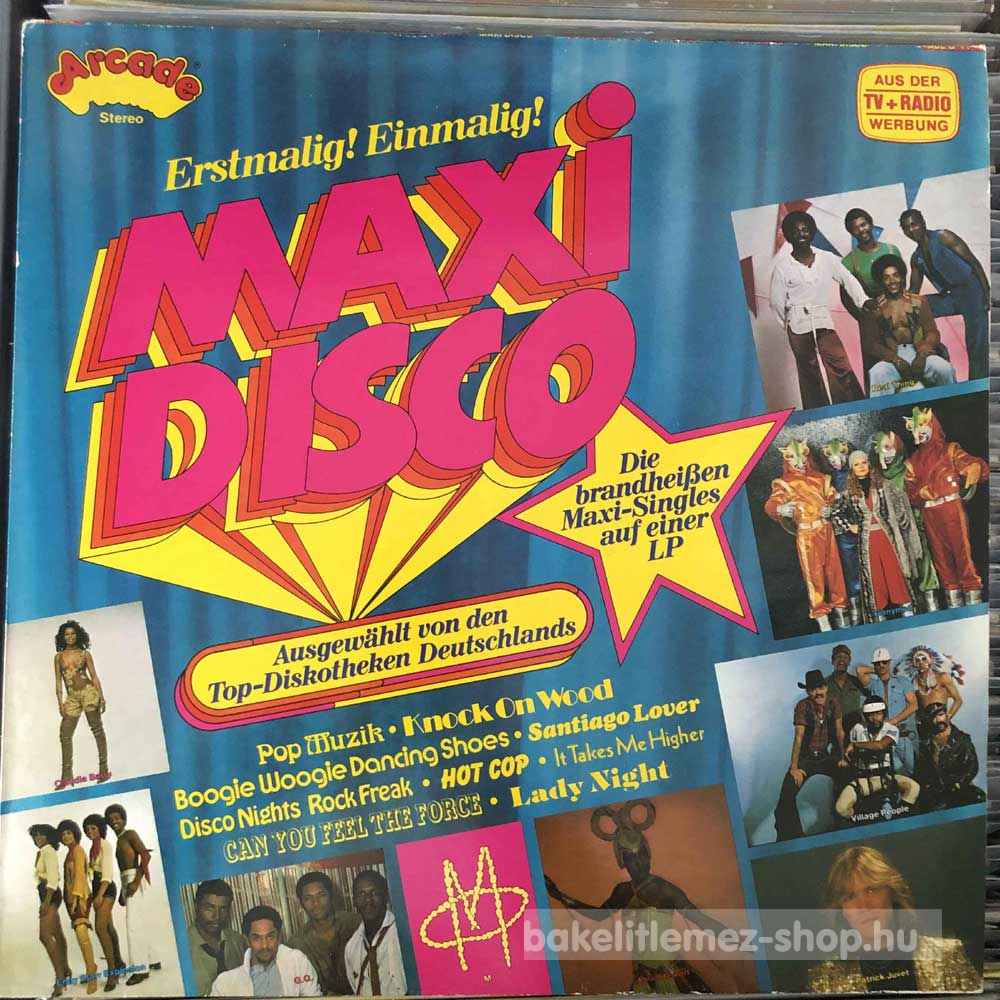 Arcade
Stereo
AUS DER
TV + RADIO
WERBUNG
Erstmalig! Einmalig!
MAXI
DISCO
Die
brandheißen
Maxi-Singles
auf einer
LP
Ausgewählt von den
Top-Diskotheken Deutschlands
Pop Muzik • Knock On Wood
Boogie Woogie Dancing Shoes • Santiago Lover
Disco Nights Rock Freak • HOT COP • It Takes Me Higher
CAN YOU FEEL THE FORCE • Lady Night
Village People
G.Q.
M
M
Patrick Juvet
bakelitlemez-shop.hu